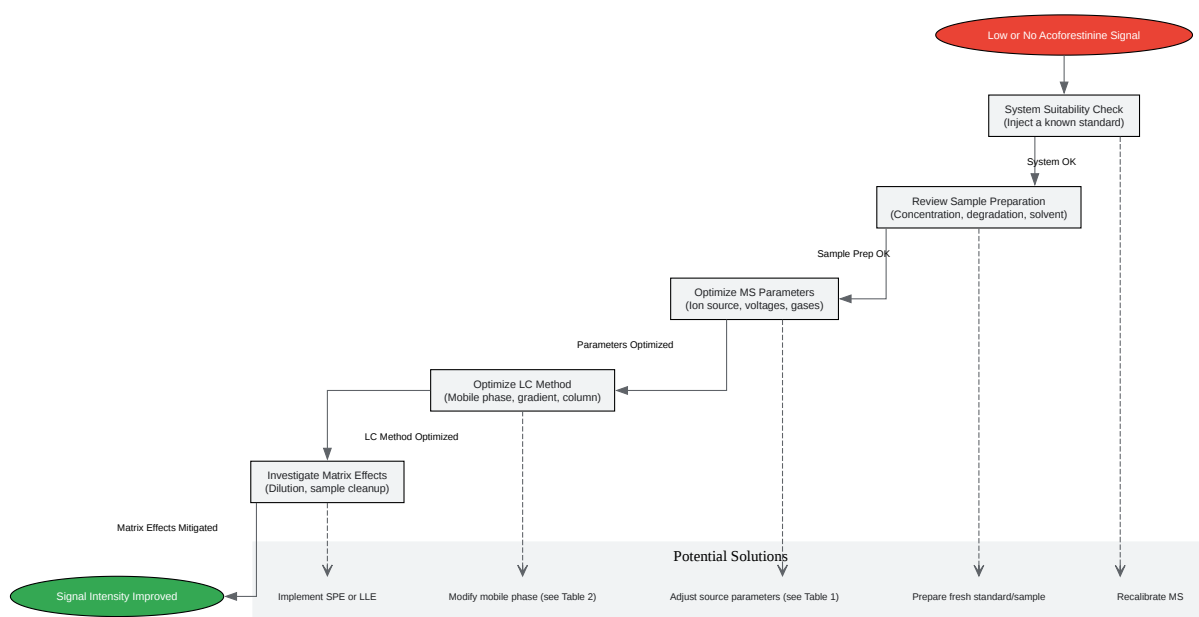 Low or No Acoforestinine Signal
System Suitability Check
(Inject a known standard)
System OK
Review Sample Preparation
(Concentration, degradation, solvent)
Sample Prep OK
Optimize MS Parameters
(Ion source, voltages, gases)
Parameters Optimized
Optimize LC Method
(Mobile phase, gradient, column)
LC Method Optimized
Investigate Matrix Effects
(Dilution, sample cleanup)
Matrix Effects Mitigated
Potential Solutions
Signal Intensity Improved
Implement SPE or LLE
Modify mobile phase (see Table 2)
Adjust source parameters (see Table 1)
Prepare fresh standard/sample
Recalibrate MS